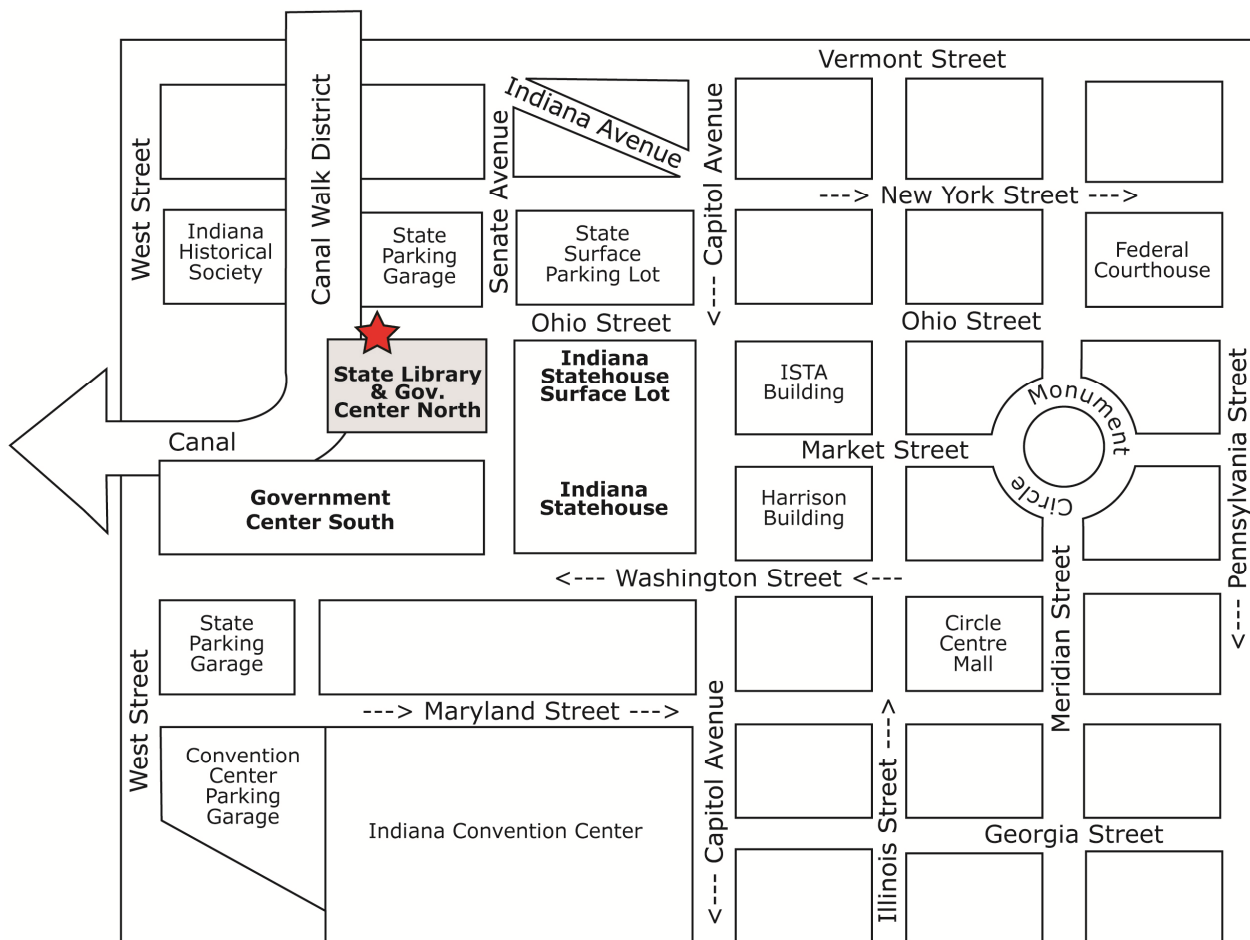 Vermont Street
Indiana Avenue
Canal Walk District
West Street
Senate Avenue
Capitol Avenue
<----
---> New York Street --->
Indiana
Historical
Society
State
Parking
Garage
State
Surface
Parking Lot
Federal
Courthouse
Ohio Street
Ohio Street
State Library
& Gov.
Center North
Indiana
Statehouse
Surface Lot
ISTA
Building
Monument
Circle
Pennsylvania Street
<---
Canal
Market Street
Government
Center South
Indiana
Statehouse
Harrison
Building
<--- Washington Street <---
Meridian Street
State
Parking
Garage
Circle
Centre
Mall
West Street
---> Maryland Street --->
<--- Capitol Avenue
Illinois Street ---->
Convention
Center
Parking
Garage
Indiana Convention Center
Georgia Street